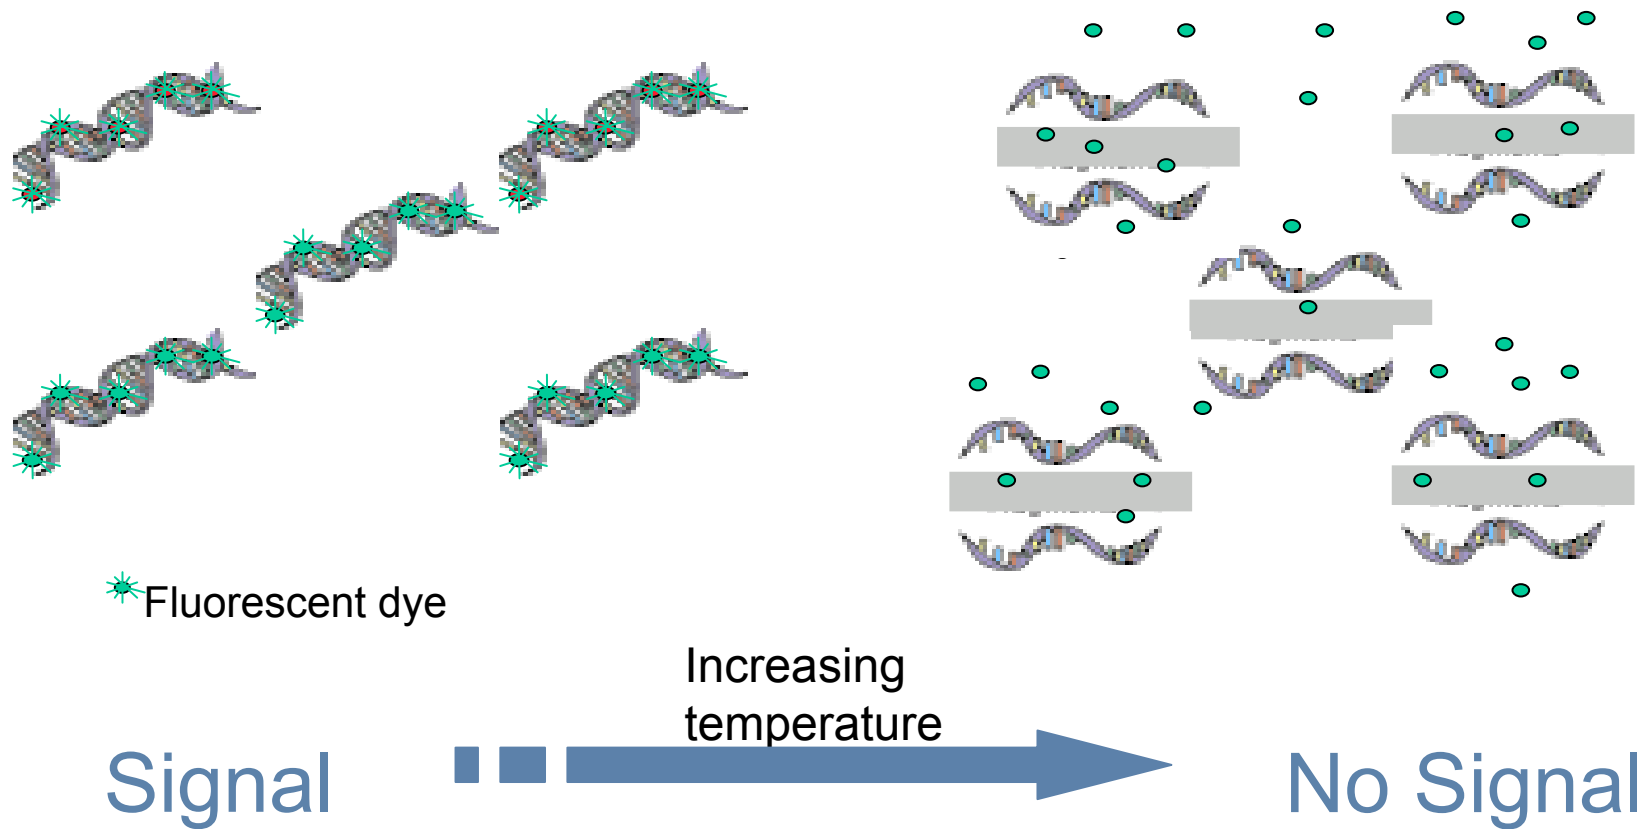 Fluorescent dye
Increasing
temperature
Signal
No Signal